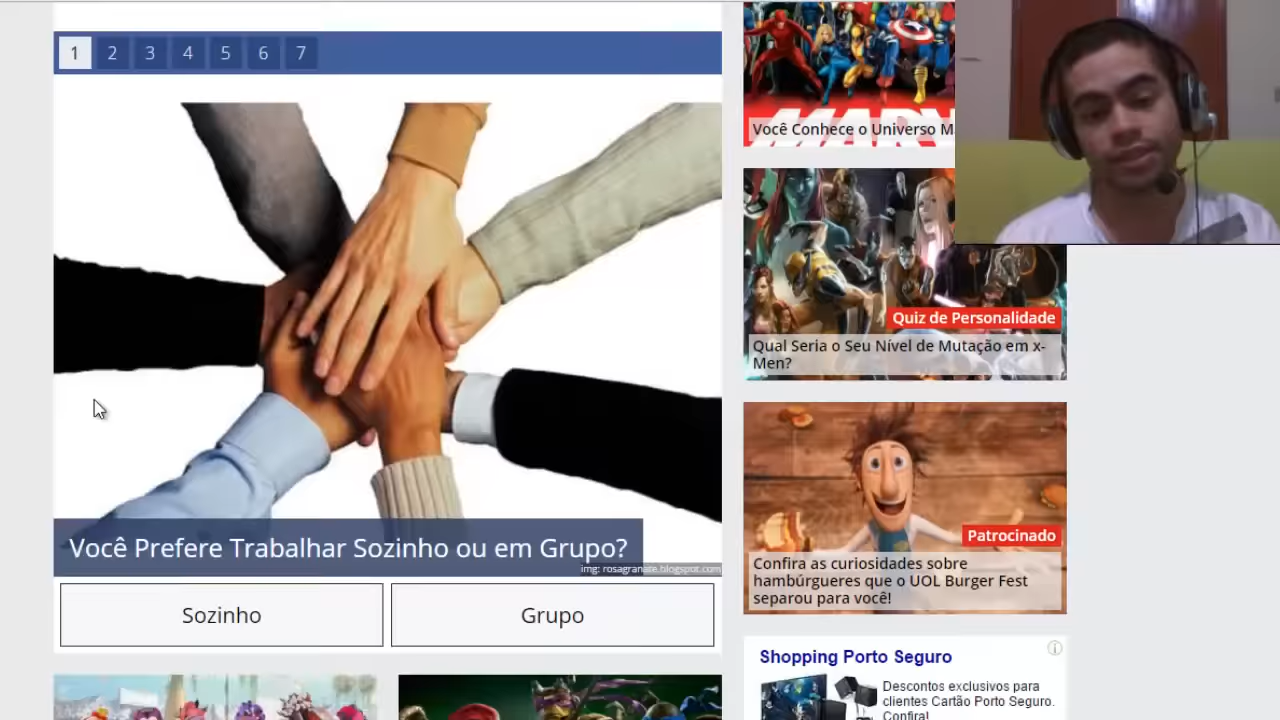 1 2 3 4 5 6 7
Você Prefere Trabalhar Sozinho ou em Grupo?
img: rosagranate.blogspot.com
Sozinho
Grupo
Você Conhece o Universo
Quiz de Personalidade
Qual Seria o Seu Nível de Mutação em x-
Men?
Patrocinado
Confira as curiosidades sobre
hambúrgueres que o UOL Burger Fest
separou para você!
Shopping Porto Seguro
Descontos exclusivos para
clientes Cartão Porto Seguro.
Confira!